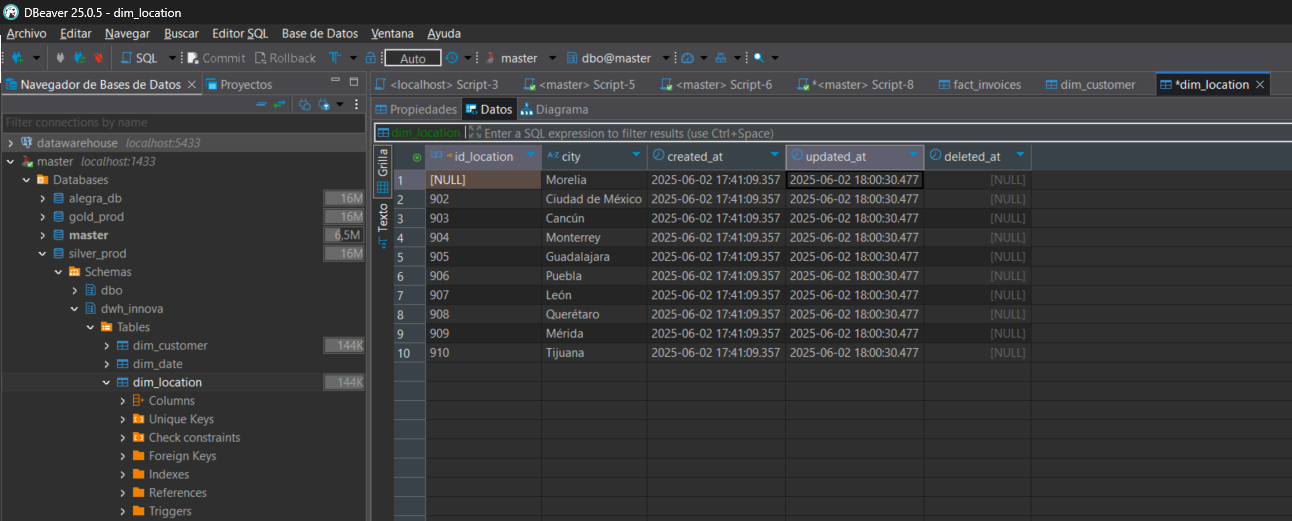 DBeaver 25.0.5 - dim_location
Archivo Editar Navegar Buscar Editor SQL Base de Datos Ventana Ayuda
SQL Commit Rollback Auto master dbo@master
Navegador de Bases de Datos Proyectos
Filter connections by name
datawarehouse localhost:5433
master localhost:1433
Databases
alegra_db 16M
gold_prod 16M
master 6,5M
silver_prod 16M
Schemas
dbo
dwh_innova
Tables
dim_customer 144K
dim_date
dim_location 144K
Columns
Unique Keys
Check constraints
Foreign Keys
Indexes
References
Triggers
<localhost> Script-3 <master> Script-5 <master> Script-6 *<master> Script-8 fact_invoices dim_customer *dim_location
Propiedades Datos Diagrama
dim_location Enter a SQL expression to filter results (use Ctrl+Space)
Grilla
Texto
123 id_location A-Z city created_at updated_at deleted_at
1 [NULL] Morelia 2025-06-02 17:41:09.357 2025-06-02 18:00:30.477 [NULL]
2 902 Ciudad de México 2025-06-02 17:41:09.357 2025-06-02 18:00:30.477 [NULL]
3 903 Cancún 2025-06-02 17:41:09.357 2025-06-02 18:00:30.477 [NULL]
4 904 Monterrey 2025-06-02 17:41:09.357 2025-06-02 18:00:30.477 [NULL]
5 905 Guadalajara 2025-06-02 17:41:09.357 2025-06-02 18:00:30.477 [NULL]
6 906 Puebla 2025-06-02 17:41:09.357 2025-06-02 18:00:30.477 [NULL]
7 907 León 2025-06-02 17:41:09.357 2025-06-02 18:00:30.477 [NULL]
8 908 Querétaro 2025-06-02 17:41:09.357 2025-06-02 18:00:30.477 [NULL]
9 909 Mérida 2025-06-02 17:41:09.357 2025-06-02 18:00:30.477 [NULL]
10 910 Tijuana 2025-06-02 17:41:09.357 2025-06-02 18:00:30.477 [NULL]